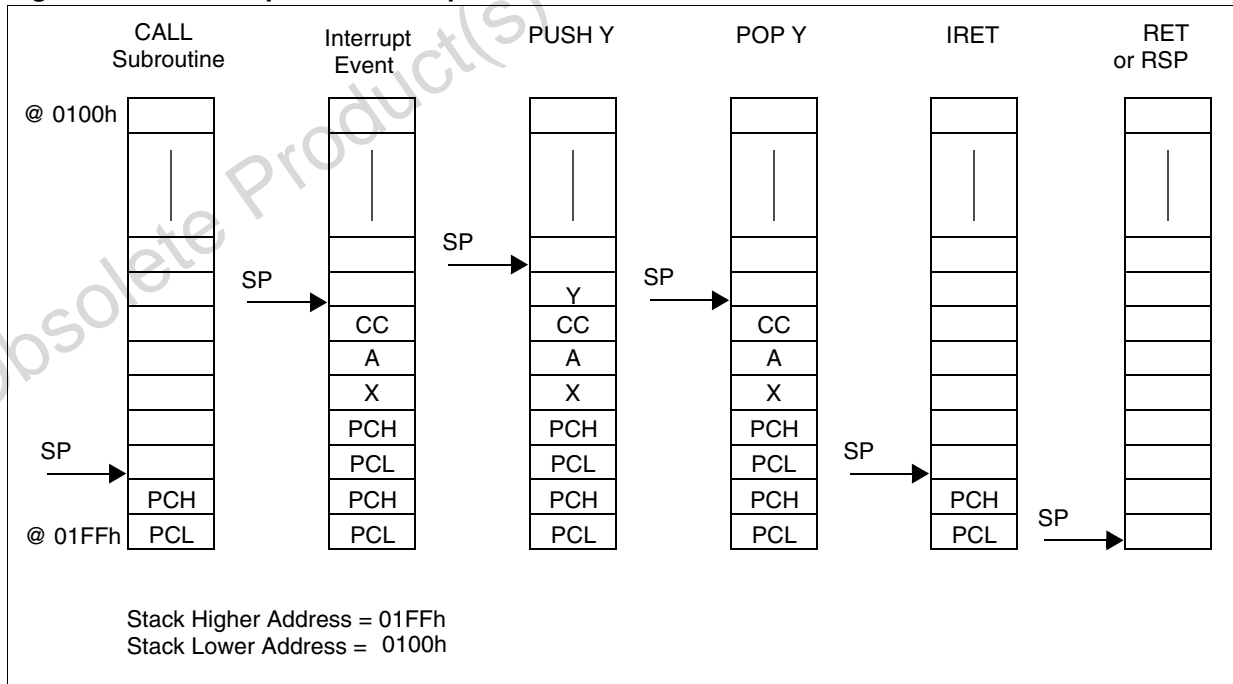 CALL
Subroutine
Interrupt
Event
PUSH Y
POP Y
IRET
RET
or RSP
@ 0100h
SP
SP
SP
Y
CC
CC
CC
A
A
A
X
X
X
PCH
PCH
PCH
SP
SP
PCL
PCL
PCL
PCH
PCH
PCH
PCH
PCH
SP
@ 01FFh
PCL
PCL
PCL
PCL
PCL
Stack Higher Address = 01FFh
Stack Lower Address = 0100h
Obsolete Product(s)